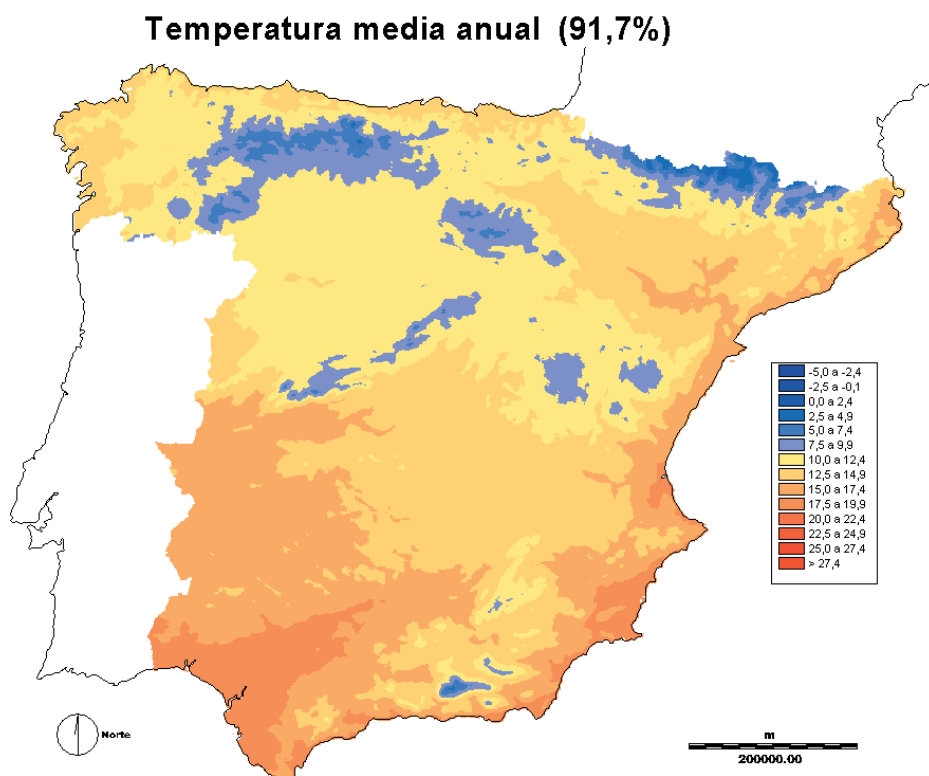 Temperatura media anual (91,7%)
-5,0 a -2,4
-2,5 a -0,1
0,0 a 2,4
2,5 a 4,9
5,0 a 7,4
7,5 a 9,9
10,0 a 12,4
12,5 a 14,9
15,0 a 17,4
17,5 a 19,9
20,0 a 22,4
22,5 a 24,9
25,0 a 27,4
> 27,4
Norte
m
200000.00